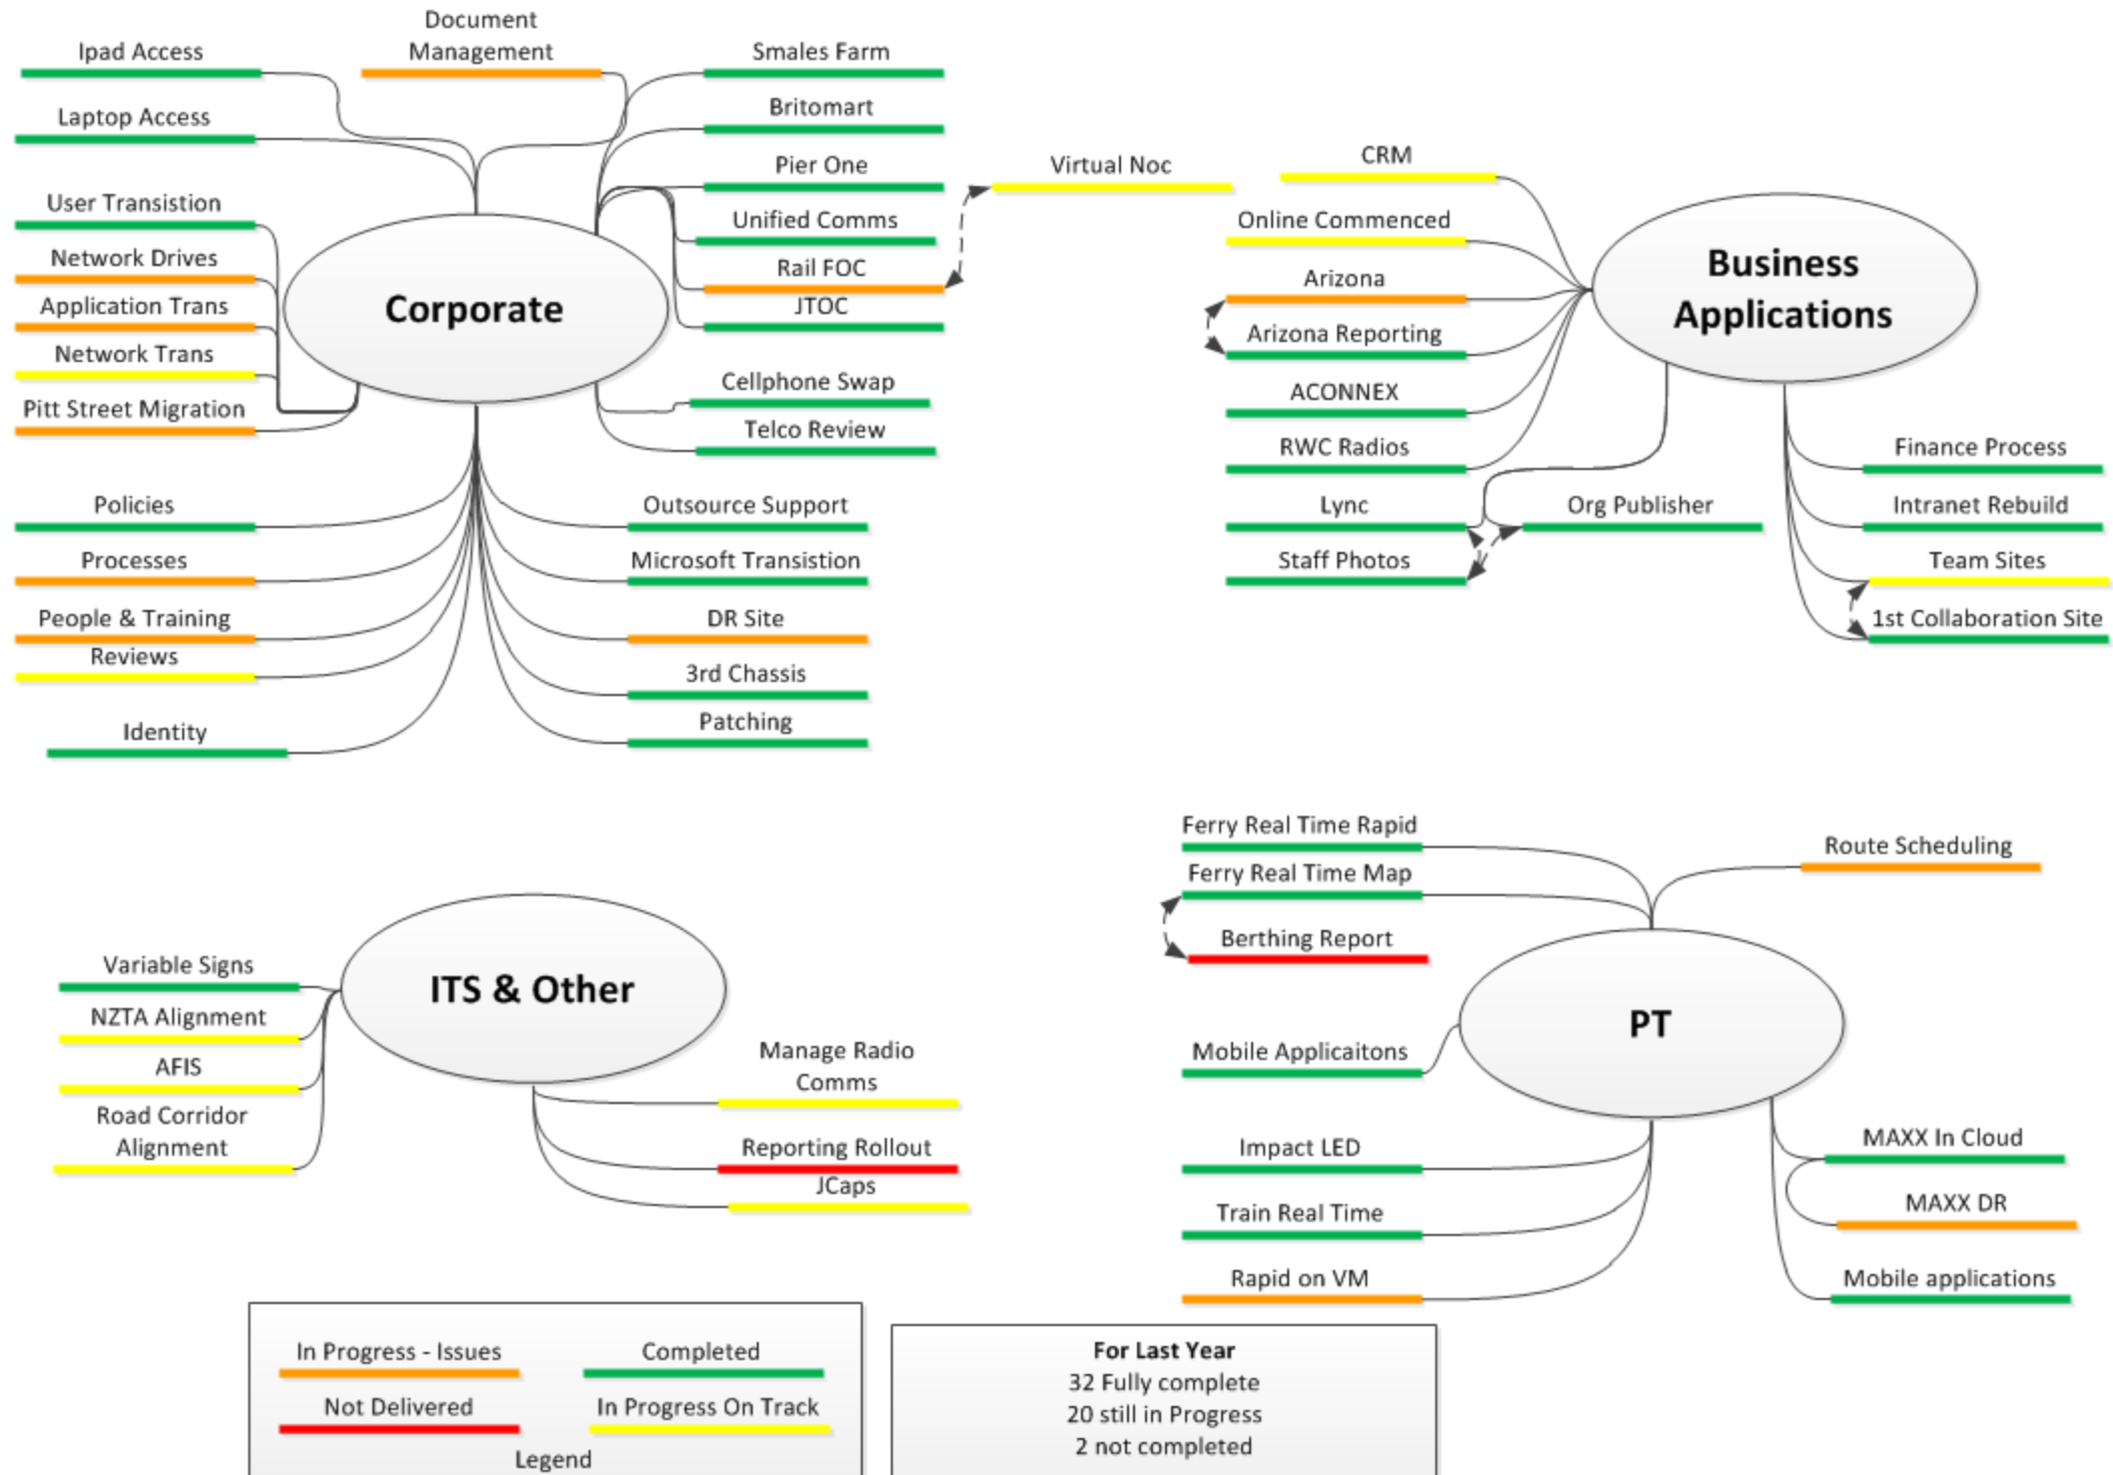 Document
Management
Ipad Access
Smales Farm
Laptop Access
Britomart
Pier One
Virtual Noc
User Transistion
Unified Comms
Network Drives
Rail FOC
Application Trans
JTOC
Network Trans
Corporate
Pitt Street Migration
Cellphone Swap
Telco Review
Policies
Outsource Support
Processes
Microsoft Transistion
People & Training
DR Site
Reviews
3rd Chassis
Patching
Identity
CRM
Online Commenced
Business
Applications
Arizona
Arizona Reporting
ACONNEX
RWC Radios
Finance Process
Lync
Org Publisher
Intranet Rebuild
Staff Photos
Team Sites
1st Collaboration Site
ITS & Other
Variable Signs
NZTA Alignment
AFIS
Road Corridor
Alignment
Manage Radio
Comms
Reporting Rollout
JCaps
Ferry Real Time Rapid
Route Scheduling
Ferry Real Time Map
Berthing Report
PT
Mobile Applicaitons
Impact LED
MAXX In Cloud
Train Real Time
MAXX DR
Rapid on VM
Mobile applications
In Progress - Issues
Completed
Not Delivered
In Progress On Track
Legend
For Last Year
32 Fully complete
20 still in Progress
2 not completed